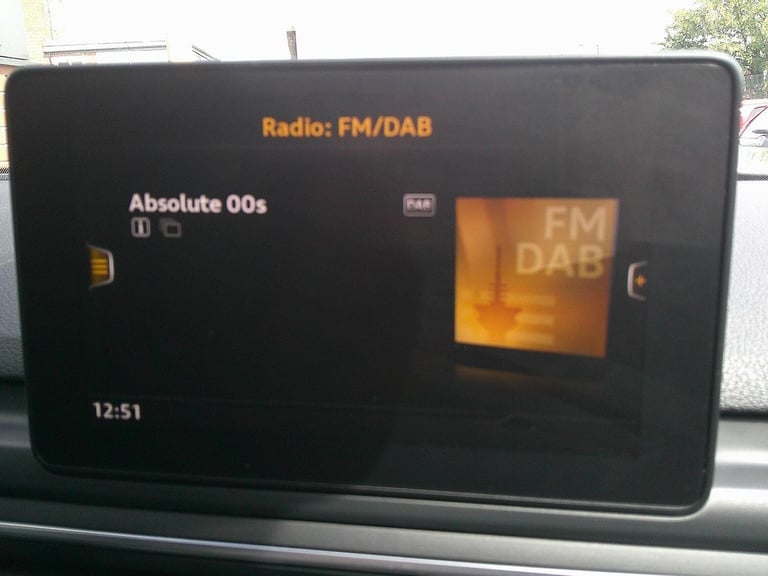 Radio: FM/DAB
Absolute 00s
DAB
FM
DAB
12:51